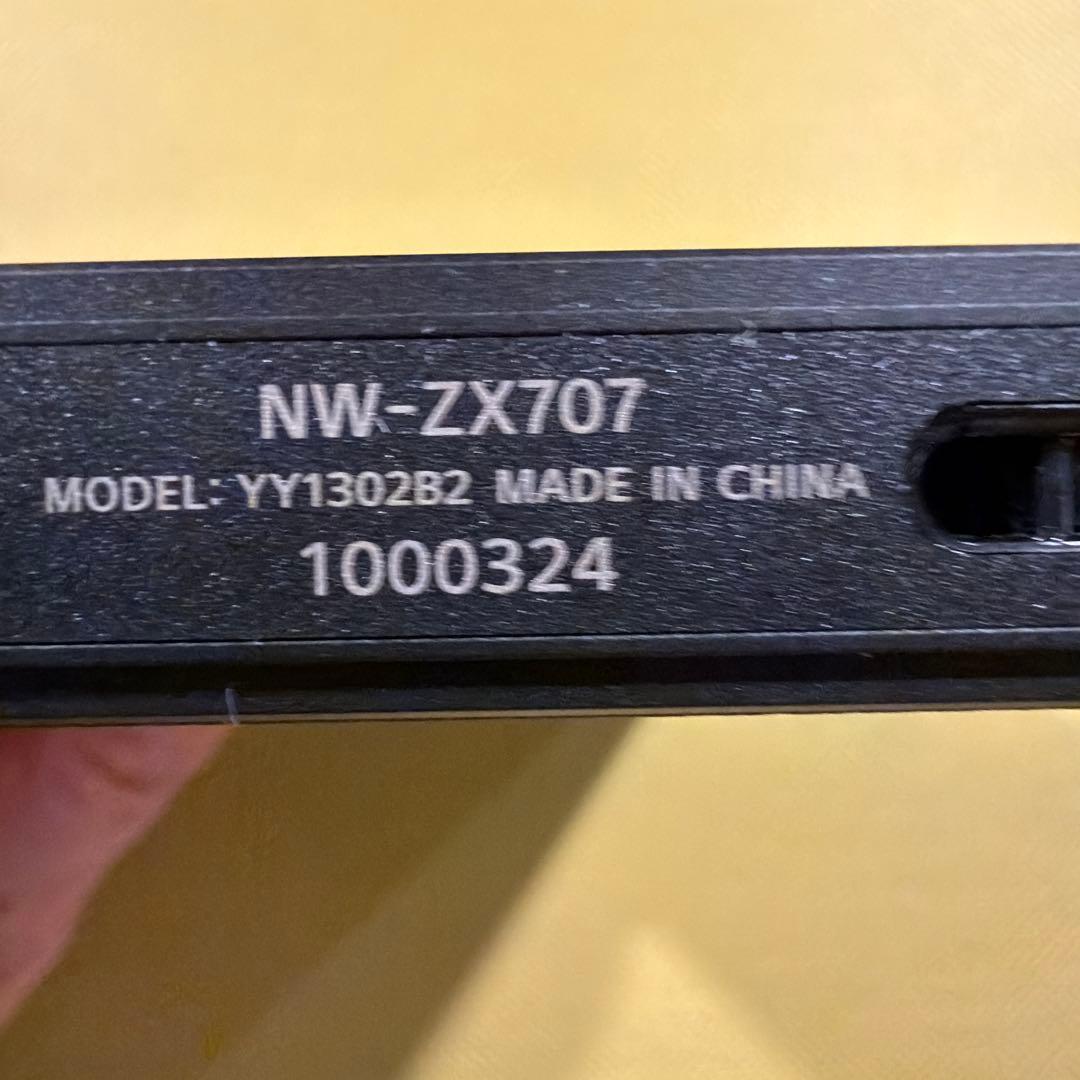 NW-ZX707
MODEL: YY1302B2 MADE IN CHINA
1000324